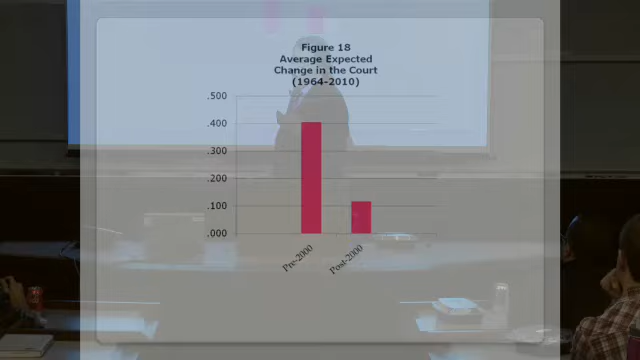 Figure 18
Average Expected
Change in the Court
(1964-2010)
.500
.400
.300
.200
.100
.000
Pre-2000
Post-2000